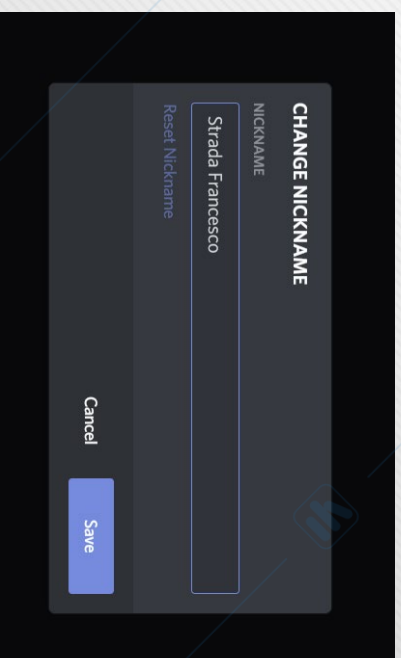 CHANGE NICKNAME
NICKNAME
Strada Francesco
Reset Nickname
Cancel
Save